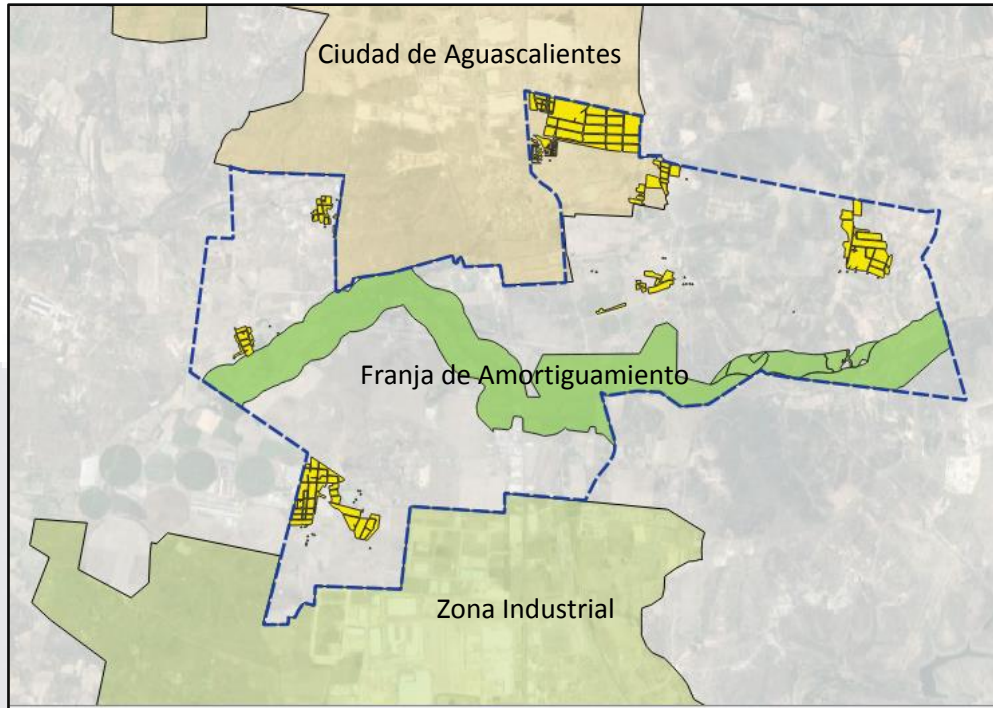 Ciudad de Aguascalientes
Franja de Amortiguamiento
Zona Industrial